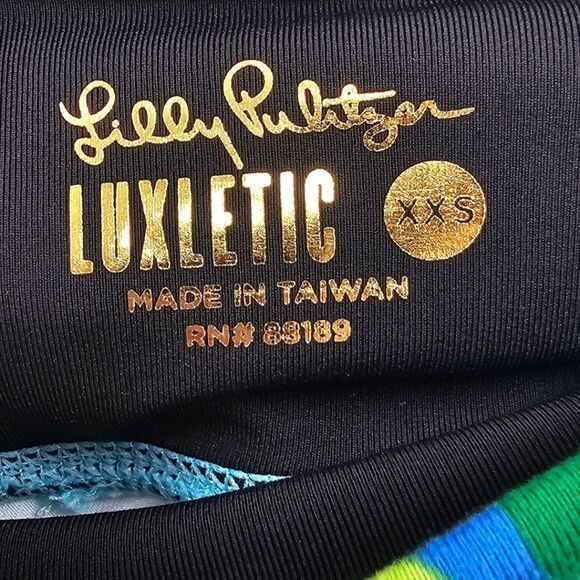 Lilly Pulitzer
LUXLETIC
XXS
MADE IN TAIWAN
RN# 88189